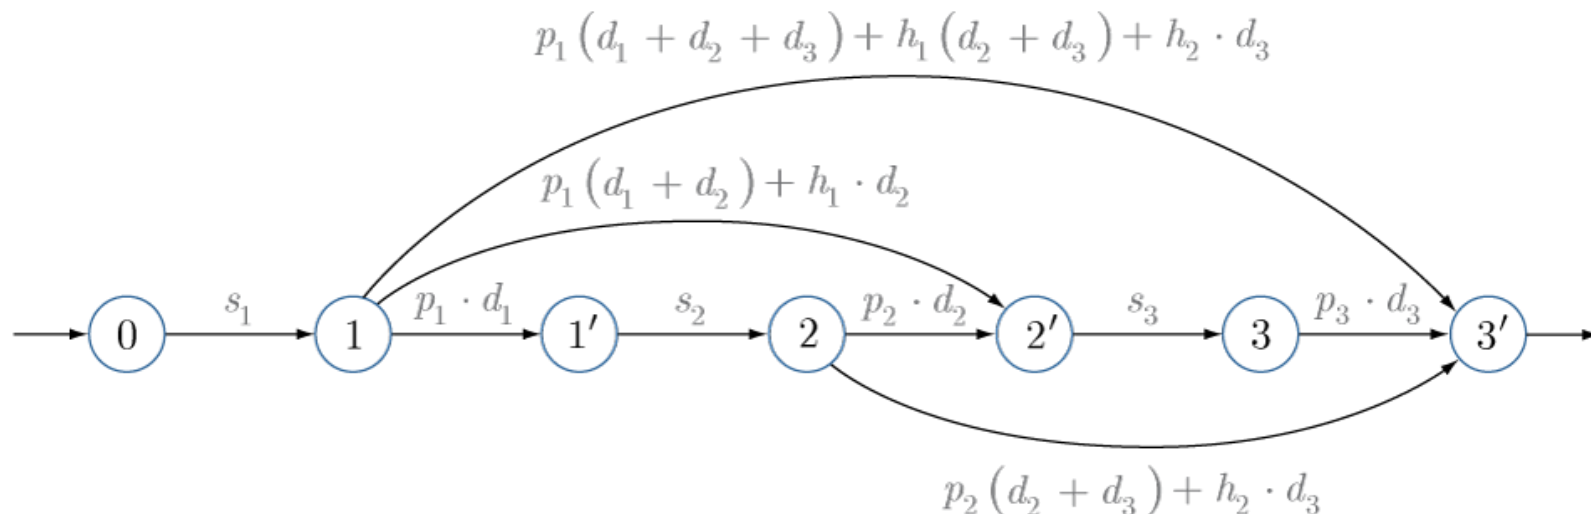 p₁(d₁ + d₂ + d₃) + h₁(d₂ + d₃) + h₂ · d₃
p₁(d₁ + d₂) + h₁ · d₂
s₁ p₁ · d₁ s₂ p₂ · d₂ s₃ p₃ · d₃
0 1 1′ 2 2′ 3 3′
p₂(d₂ + d₃) + h₂ · d₃